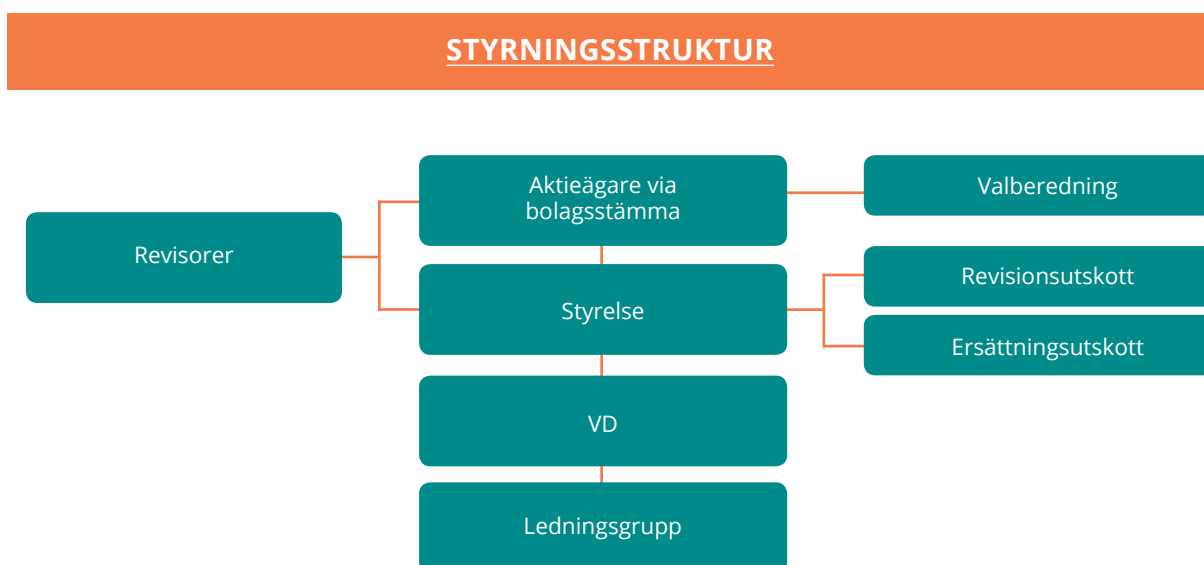 STYRNINGSSTRUKTUR
Aktieägare via
bolagsstämma
Valberedning
Revisorer
Styrelse
Revisionsutskott
Ersättningsutskott
VD
Ledningsgrupp